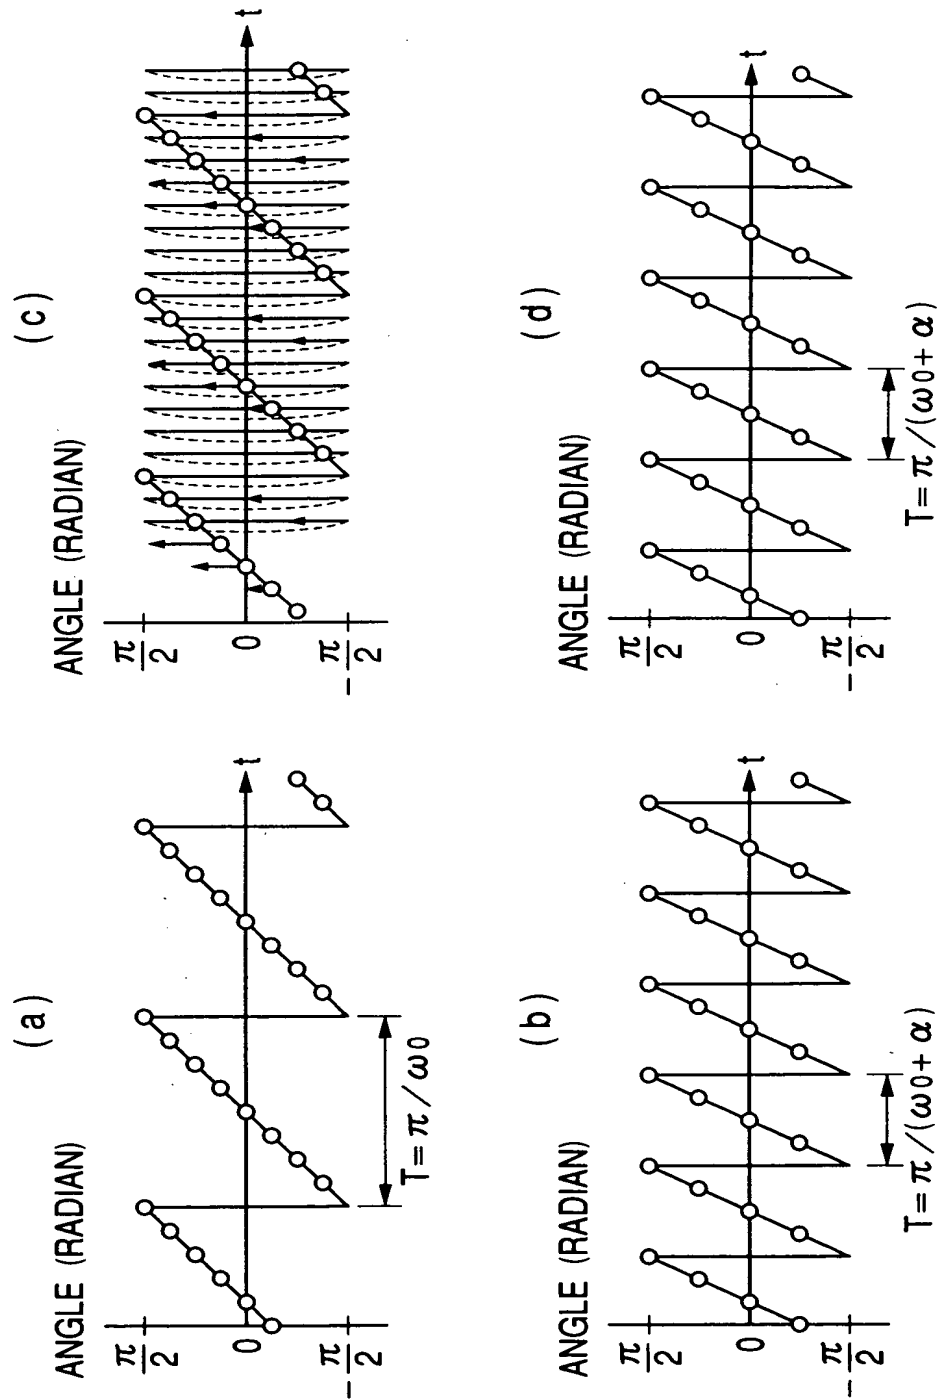 (a)
ANGLE (RADIAN)
π/2
0
-π/2
t
T=π/ω0
(b)
ANGLE (RADIAN)
π/2
0
-π/2
t
T=π/(ω0+α)
(c)
ANGLE (RADIAN)
π/2
0
-π/2
t
(d)
ANGLE (RADIAN)
π/2
0
-π/2
t
T=π/(ω0+α)